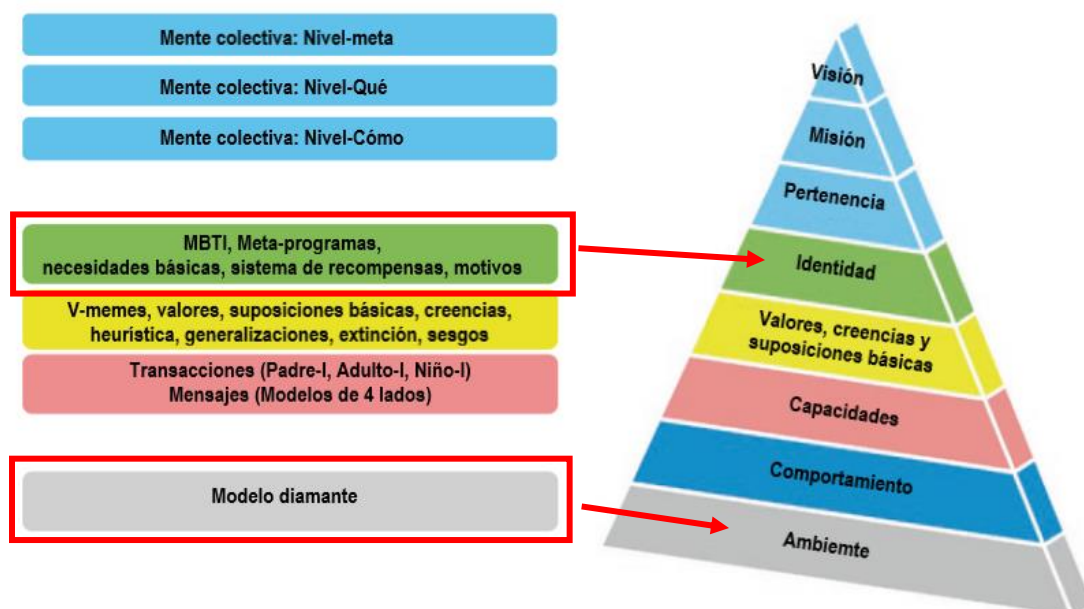 Mente colectiva: Nivel-meta
Mente colectiva: Nivel-Qué
Mente colectiva: Nivel-Cómo
MBTI, Meta-programas,
necesidades básicas, sistema de recompensas, motivos
V-memes, valores, suposiciones básicas, creencias,
heurística, generalizaciones, extinción, sesgos
Transacciones (Padre-I, Adulto-I, Niño-I)
Mensajes (Modelos de 4 lados)
Modelo diamante
Visión
Misión
Pertenencia
Identidad
Valores, creencias y
suposiciones básicas
Capacidades
Comportamiento
Ambiemte